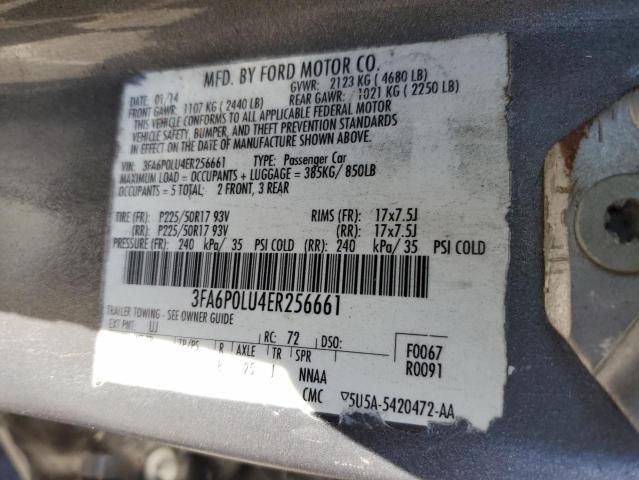 MFD. BY FORD MOTOR CO.
DATE: 01/14 GVWR: 2123 KG ( 4680 LB)
FRONT GAWR: 1107 KG ( 2440 LB) REAR GAWR: 1021 KG ( 2250 LB)
THIS VEHICLE CONFORMS TO ALL APPLICABLE FEDERAL MOTOR
VEHICLE SAFETY, BUMPER, AND THEFT PREVENTION STANDARDS
IN EFFECT ON THE DATE OF MANUFACTURE SHOWN ABOVE.
VIN: 3FA6P0LU4ER256661 TYPE: Passenger Car
MAXIMUM LOAD = OCCUPANTS + LUGGAGE = 385KG/ 850LB
OCCUPANTS = 5 TOTAL: 2 FRONT, 3 REAR
TIRE (FR): P225/50R17 93V RIMS (FR): 17x7.5J
(RR): P225/50R17 93V (RR): 17x7.5J
PRESSURE (FR): 240 kPa/ 35 PSI COLD (RR): 240 kPa/ 35 PSI COLD
3FA6P0LU4ER256661
TRAILER TOWING - SEE OWNER GUIDE
EXT PNT: UJ RC: 72 DSO: F0067
TP/PS R AXLE TR SPR R0091
J NNAA
CMC ▽5U5A-5420472-AA